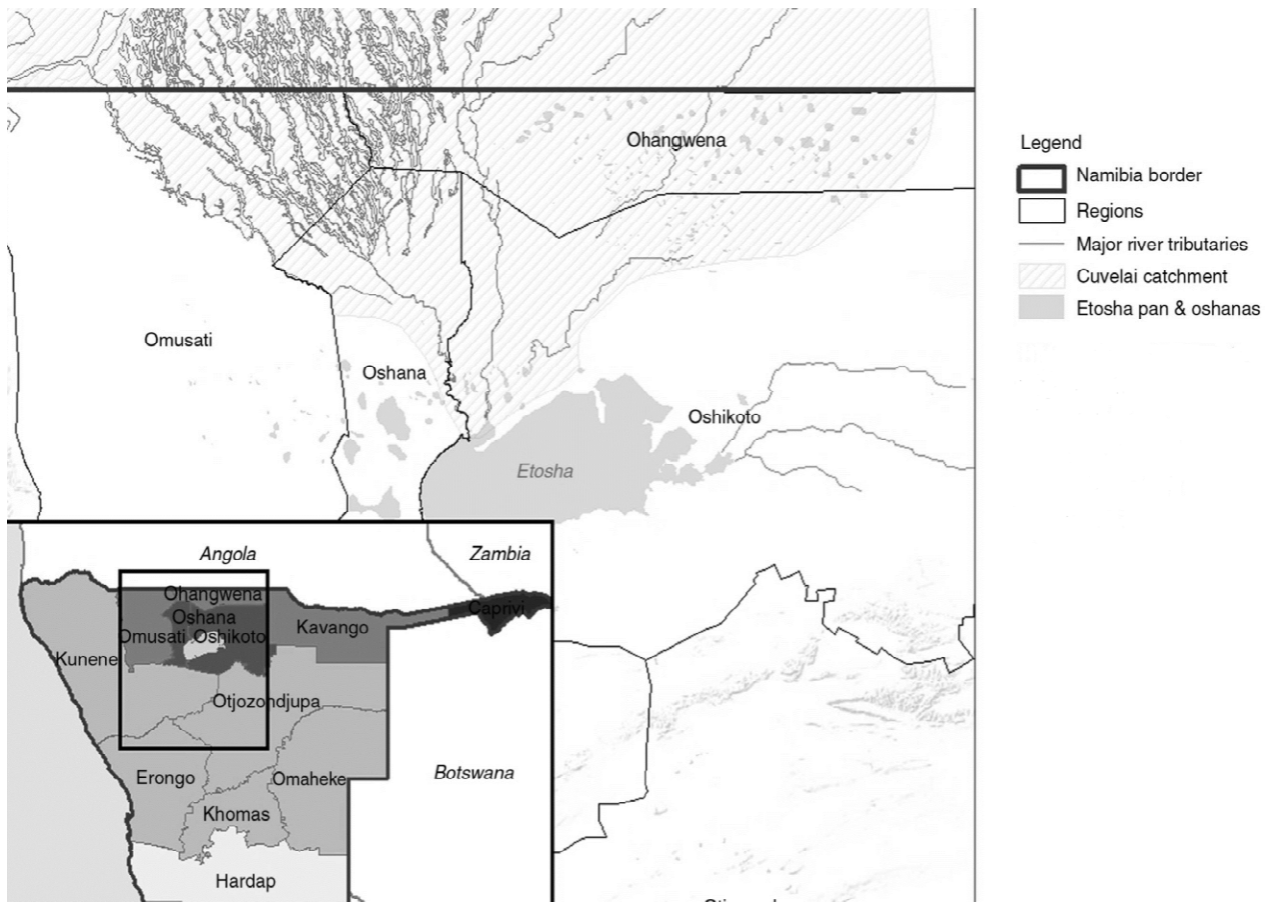 Ohangwena
Legend
Namibia border
Regions
Major river tributaries
Cuvelai catchment
Etosha pan & oshanas
Omusati
Oshana
Oshikoto
Etosha
Angola
Zambia
Ohangwena
Oshana
Caprivi
Omusati
Oshikoto
Kavango
Kunene
Otjozondjupa
Botswana
Erongo
Omaheke
Khomas
Hardap